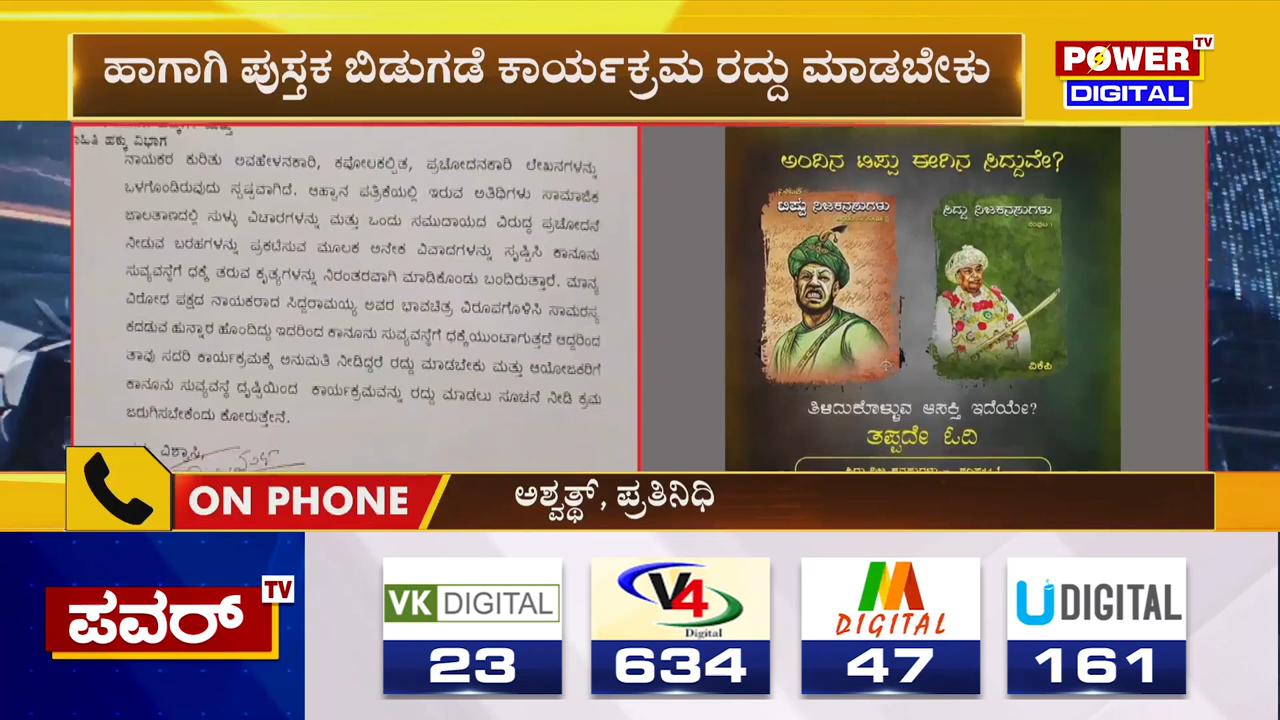 ಹಾಗಾಗಿ ಪುಸ್ತಕ ಬಿಡುಗಡೆ ಕಾರ್ಯಕ್ರಮ ರದ್ದು ಮಾಡಬೇಕು
POWER TV
DIGITAL
ಹಕ್ಕು ವಿಭಾಗ
ನಾಯಕರ ಕುರಿತು ಅವಹೇಳನಕಾರಿ, ಕಪೋಲಕಲ್ಪಿತ, ಪ್ರಚೋದನಕಾರಿ ಲೇಖನಗಳನ್ನು
ಒಳಗೊಂಡಿರುವುದು ಸ್ಪಷ್ಟವಾಗಿದೆ. ಆಹ್ವಾನ ಪತ್ರಿಕೆಯಲ್ಲಿ ಇರುವ ಅತಿಥಿಗಳು ಸಾಮಾಜಿಕ
ಜಾಲತಾಣದಲ್ಲಿ ಸುಳ್ಳು ವಿಚಾರಗಳನ್ನು ಮತ್ತು ಒಂದು ಸಮುದಾಯದ ವಿರುದ್ಧ ಪ್ರಚೋದನೆ
ನೀಡುವ ಬರಹಗಳನ್ನು ಪ್ರಕಟಿಸುವ ಮೂಲಕ ಅನೇಕ ವಿವಾದಗಳನ್ನು ಸೃಷ್ಟಿಸಿ ಕಾನೂನು
ಸುವ್ಯವಸ್ಥೆಗೆ ಧಕ್ಕೆ ತರುವ ಕೃತ್ಯಗಳನ್ನು ನಿರಂತರವಾಗಿ ಮಾಡಿಕೊಂಡು ಬಂದಿರುತ್ತಾರೆ. ಮಾನ್ಯ
ವಿರೋಧ ಪಕ್ಷದ ನಾಯಕರಾದ ಸಿದ್ದರಾಮಯ್ಯ ಅವರ ಭಾವಚಿತ್ರ ವಿರೂಪಗೊಳಿಸಿ ಸಾಮರಸ್ಯ
ಕದಡುವ ಹುನ್ನಾರ ಹೊಂದಿದ್ದು ಇದರಿಂದ ಕಾನೂನು ಸುವ್ಯವಸ್ಥೆಗೆ ಧಕ್ಕೆಯುಂಟಾಗುತ್ತದೆ ಆದ್ದರಿಂದ
ತಾವು ಸದರಿ ಕಾರ್ಯಕ್ರಮಕ್ಕೆ ಅನುಮತಿ ನೀಡಿದ್ದರೆ ರದ್ದು ಮಾಡಬೇಕು ಮತ್ತು ಆಯೋಜಕರಿಗೆ
ಕಾನೂನು ಸುವ್ಯವಸ್ಥೆ ದೃಷ್ಟಿಯಿಂದ ಕಾರ್ಯಕ್ರಮವನ್ನು ರದ್ದು ಮಾಡಲು ಸೂಚನೆ ನೀಡಿ ಕ್ರಮ
ಜರುಗಿಸಬೇಕೆಂದು ಕೋರುತ್ತೇನೆ.
ವಿಶ್ವಾಸಿ,
ಅಂದಿನ ಟಿಪ್ಪು ಈಗಿನ ಸಿದ್ದುವೇ?
ಟಿಪ್ಪು ನಿಜಕನಸುಗಳು
ಸಿದ್ದು ನಿಜಕನಸುಗಳು
ಸಂಪುಟ 1
ವಿಕೆಪಿ
ತಿಳಿದುಕೊಳ್ಳುವ ಆಸಕ್ತಿ ಇದೆಯೇ?
ತಪ್ಪದೇ ಓದಿ
ON PHONE
ಅಶ್ವತ್ಥ್, ಪ್ರತಿನಿಧಿ
ಪವರ್ TV
VK DIGITAL
23
V4 Digital
634
M DIGITAL
47
U DIGITAL
161